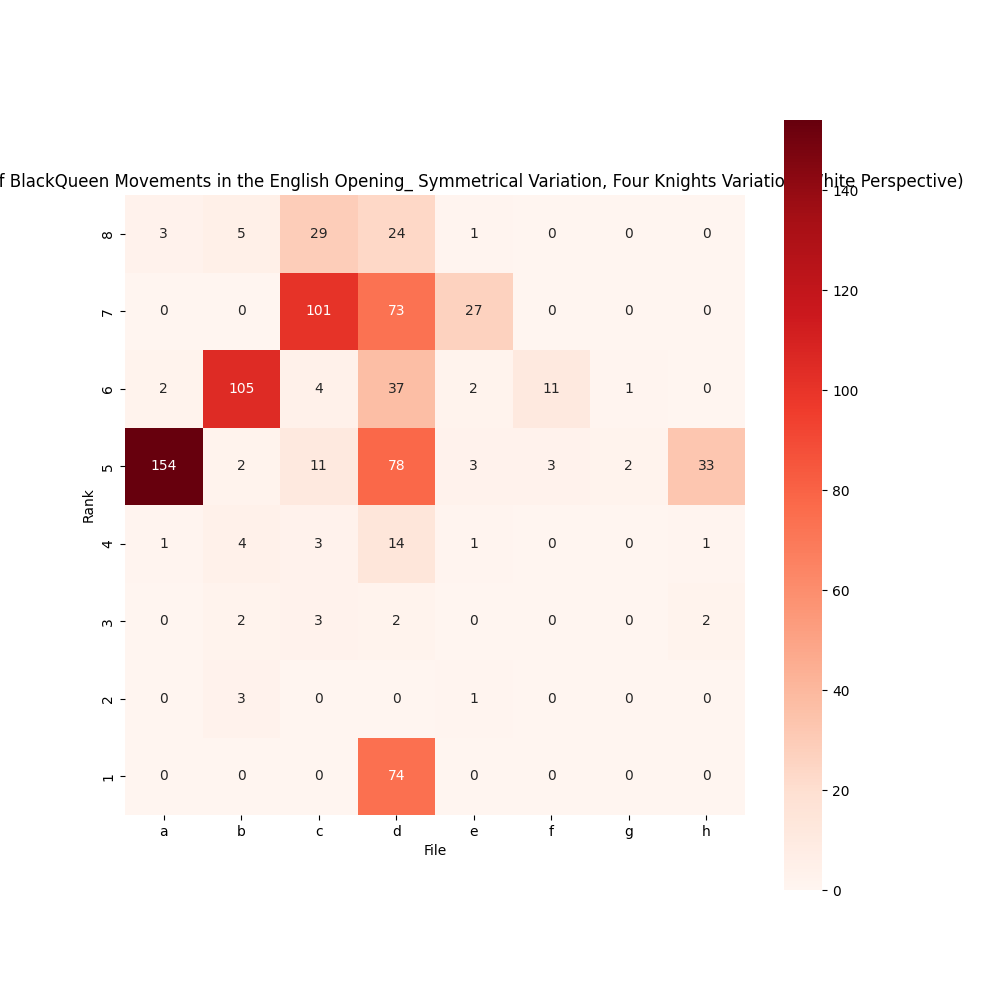 f BlackQueen Movements in the English Opening_ Symmetrical Variation, Four Knights Variatio hite Perspective)
140
8 3 5 29 24 1 0 0 0
7 0 0 101 73 27 0 0 0
120
6 2 105 4 37 2 11 1 0
100
5 154 2 11 78 3 3 2 33
80
Rank
4 1 4 3 14 1 0 0 1
60
3 0 2 3 2 0 0 2
40
2 0 3 0 0 1 0 0 0
1 0 0 0 74 0 0 0 0
20
a b c d e f g h
File
0